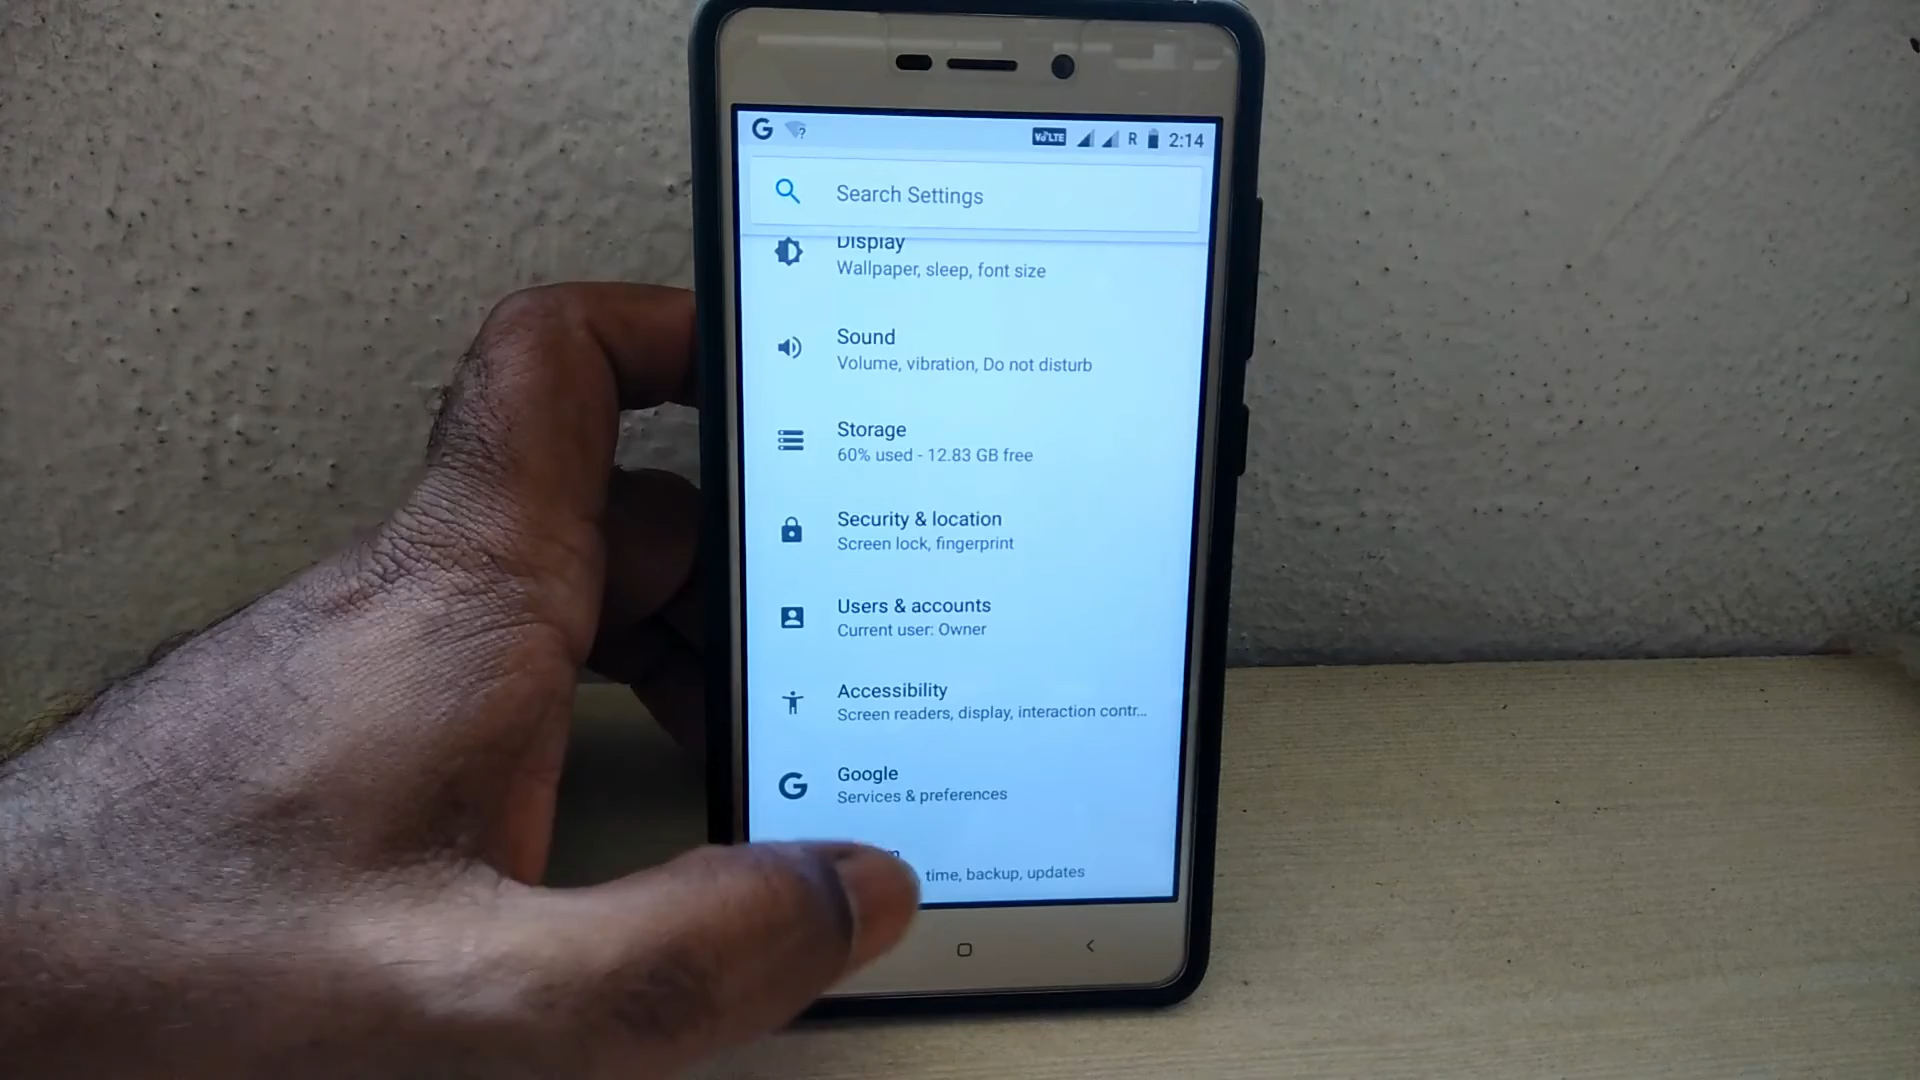 G ? VoLTE R 2:14
Search Settings
Display
Wallpaper, sleep, font size
Sound
Volume, vibration, Do not disturb
Storage
60% used - 12.83 GB free
Security & location
Screen lock, fingerprint
Users & accounts
Current user: Owner
Accessibility
Screen readers, display, interaction contr...
Google
Services & preferences
time, backup, updates